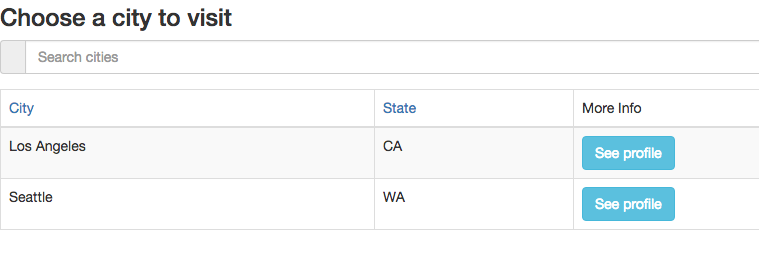 Choose a city to visit
Search cities
City State More Info
Los Angeles CA See profile
Seattle WA See profile